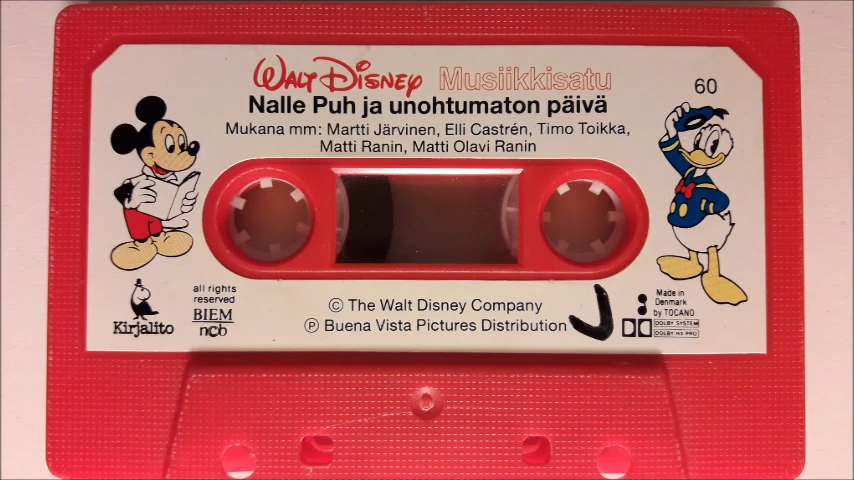 WALT DISNEY Musiikkisatu
60
Nalle Puh ja unohtumaton päivä
Mukana mm: Martti Järvinen, Elli Castrén, Timo Toikka,
Matti Ranin, Matti Olavi Ranin
Kirjalito
all rights
reserved
BIEM
ncb
© The Walt Disney Company
℗ Buena Vista Pictures Distribution
Made in
Denmark
by TOCANO
DOLBY SYSTEM
DOLBY HX PRO